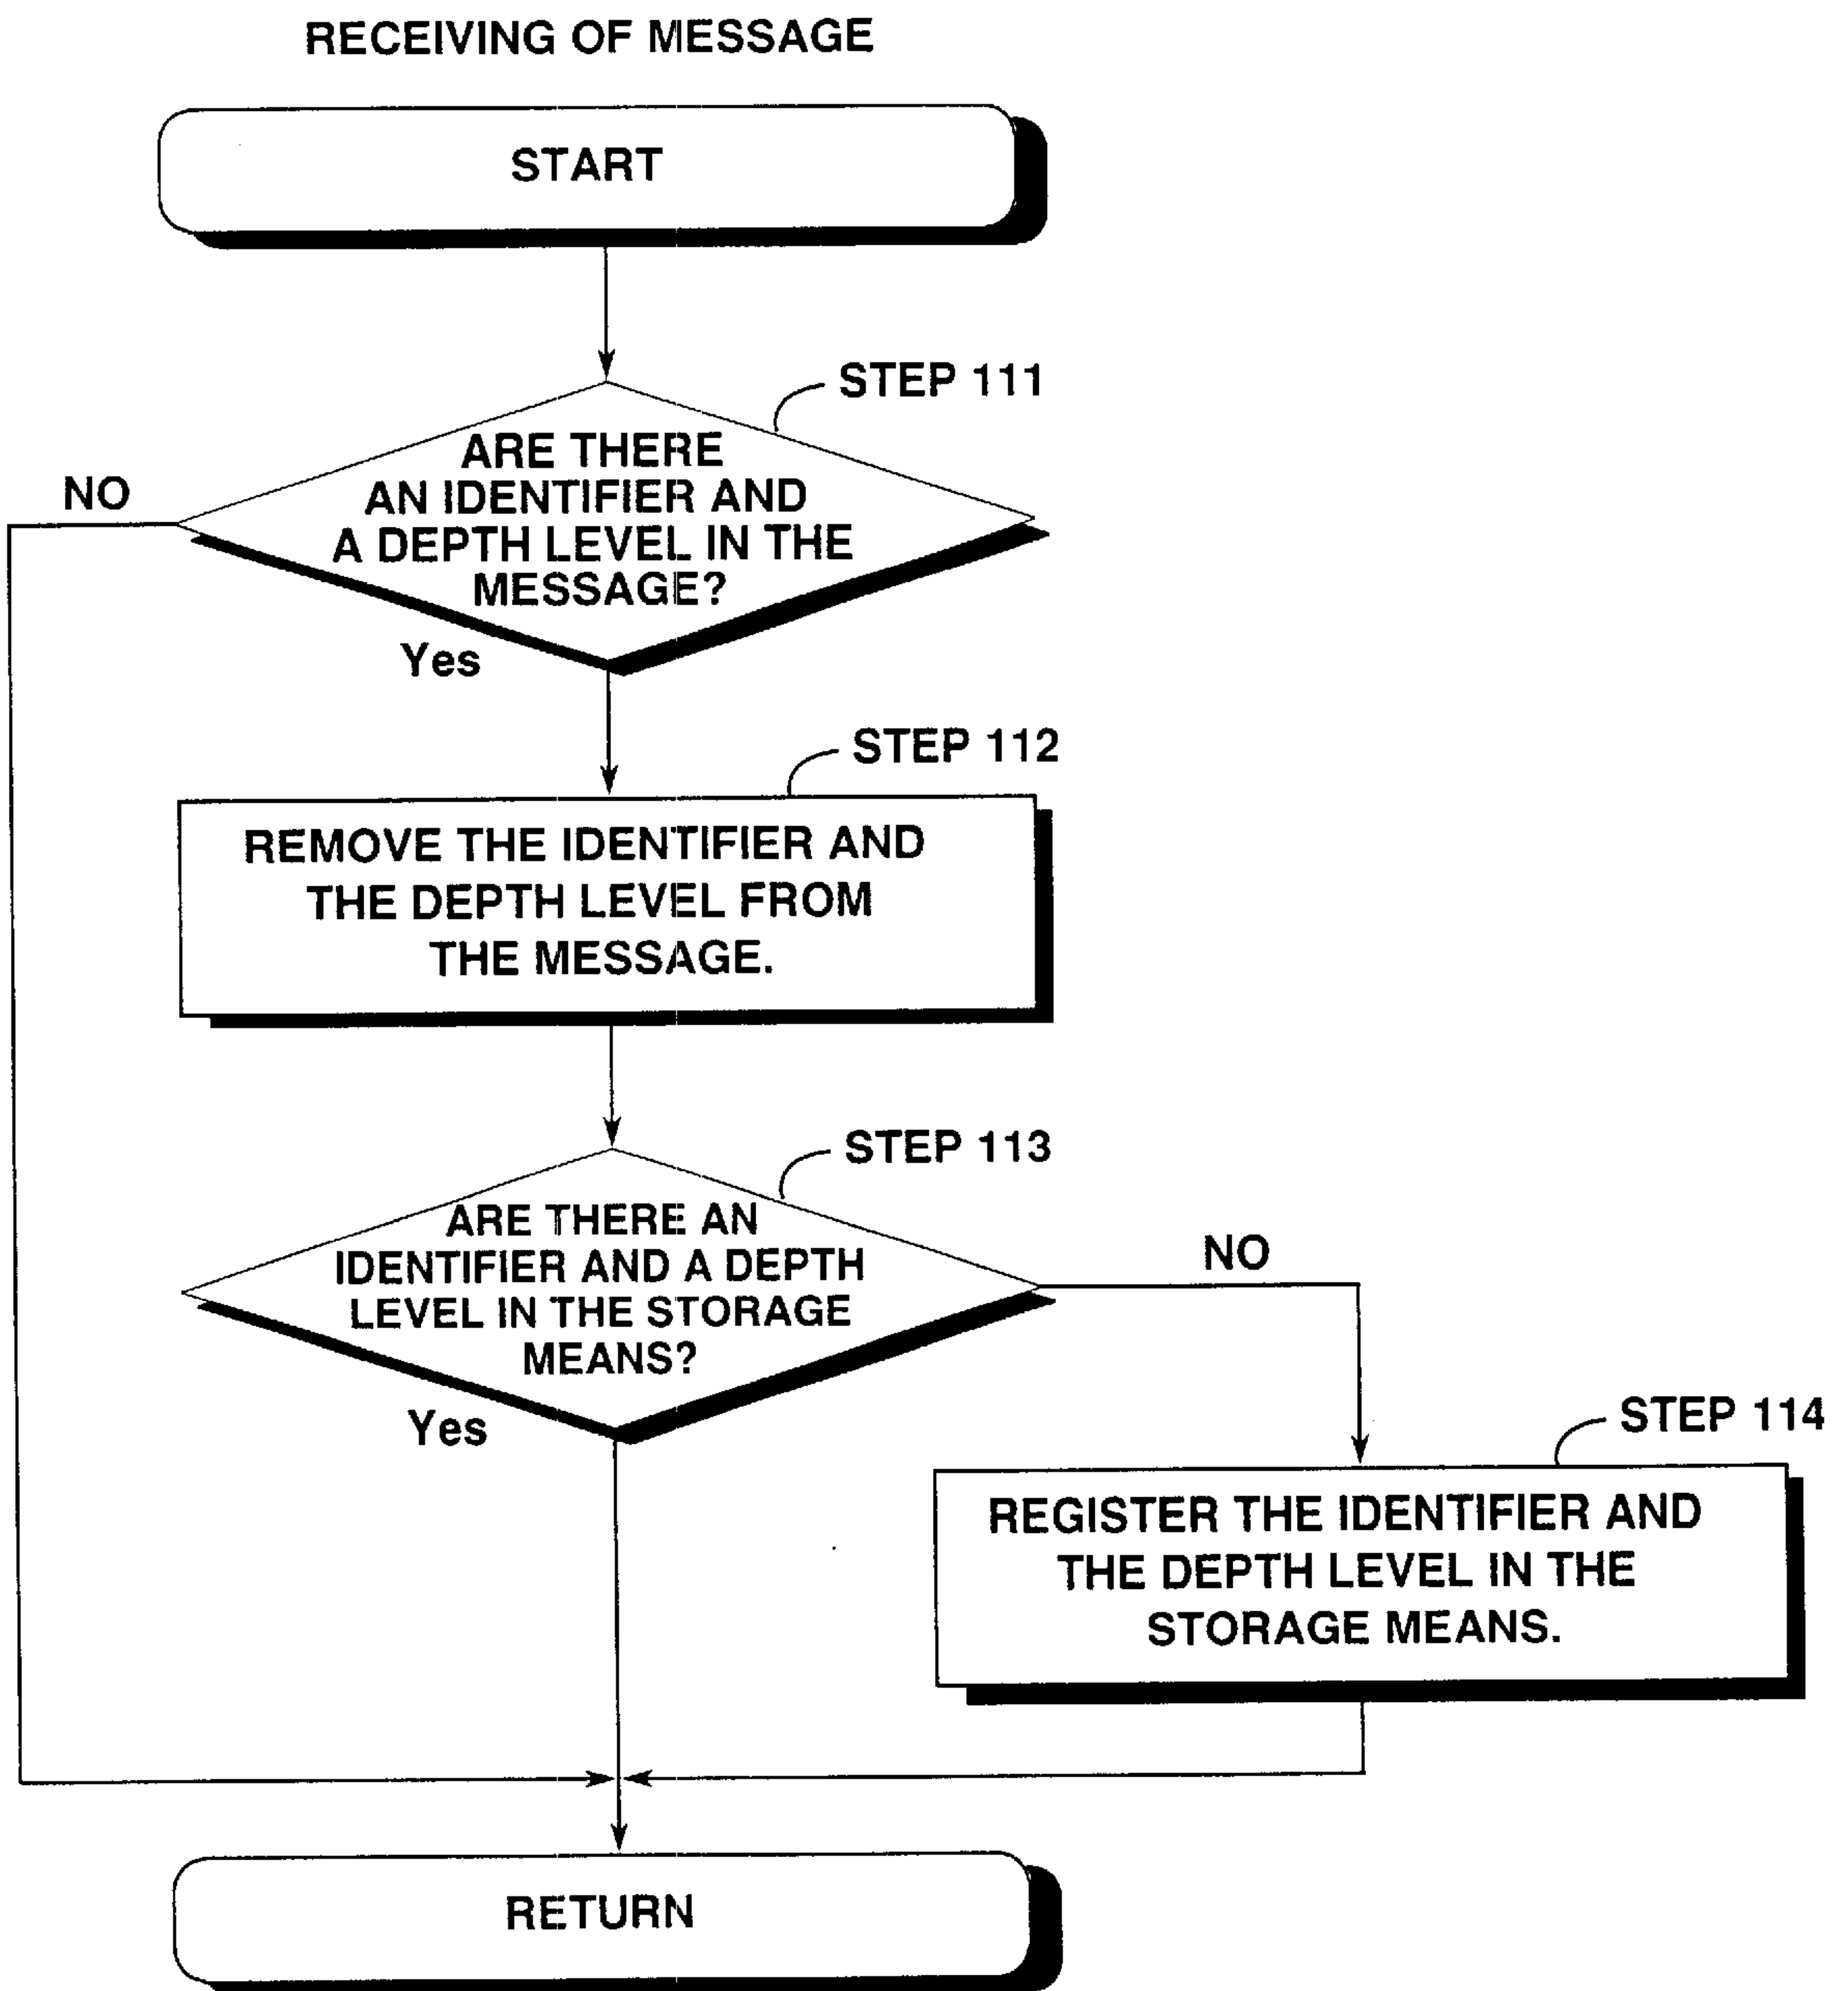 RECEIVING OF MESSAGE
START
STEP 111
ARE THERE
AN IDENTIFIER AND
A DEPTH LEVEL IN THE
MESSAGE?
NO
Yes
STEP 112
REMOVE THE IDENTIFIER AND
THE DEPTH LEVEL FROM
THE MESSAGE.
STEP 113
ARE THERE AN
IDENTIFIER AND A DEPTH
LEVEL IN THE STORAGE
MEANS?
NO
Yes
STEP 114
REGISTER THE IDENTIFIER AND
THE DEPTH LEVEL IN THE
STORAGE MEANS.
RETURN